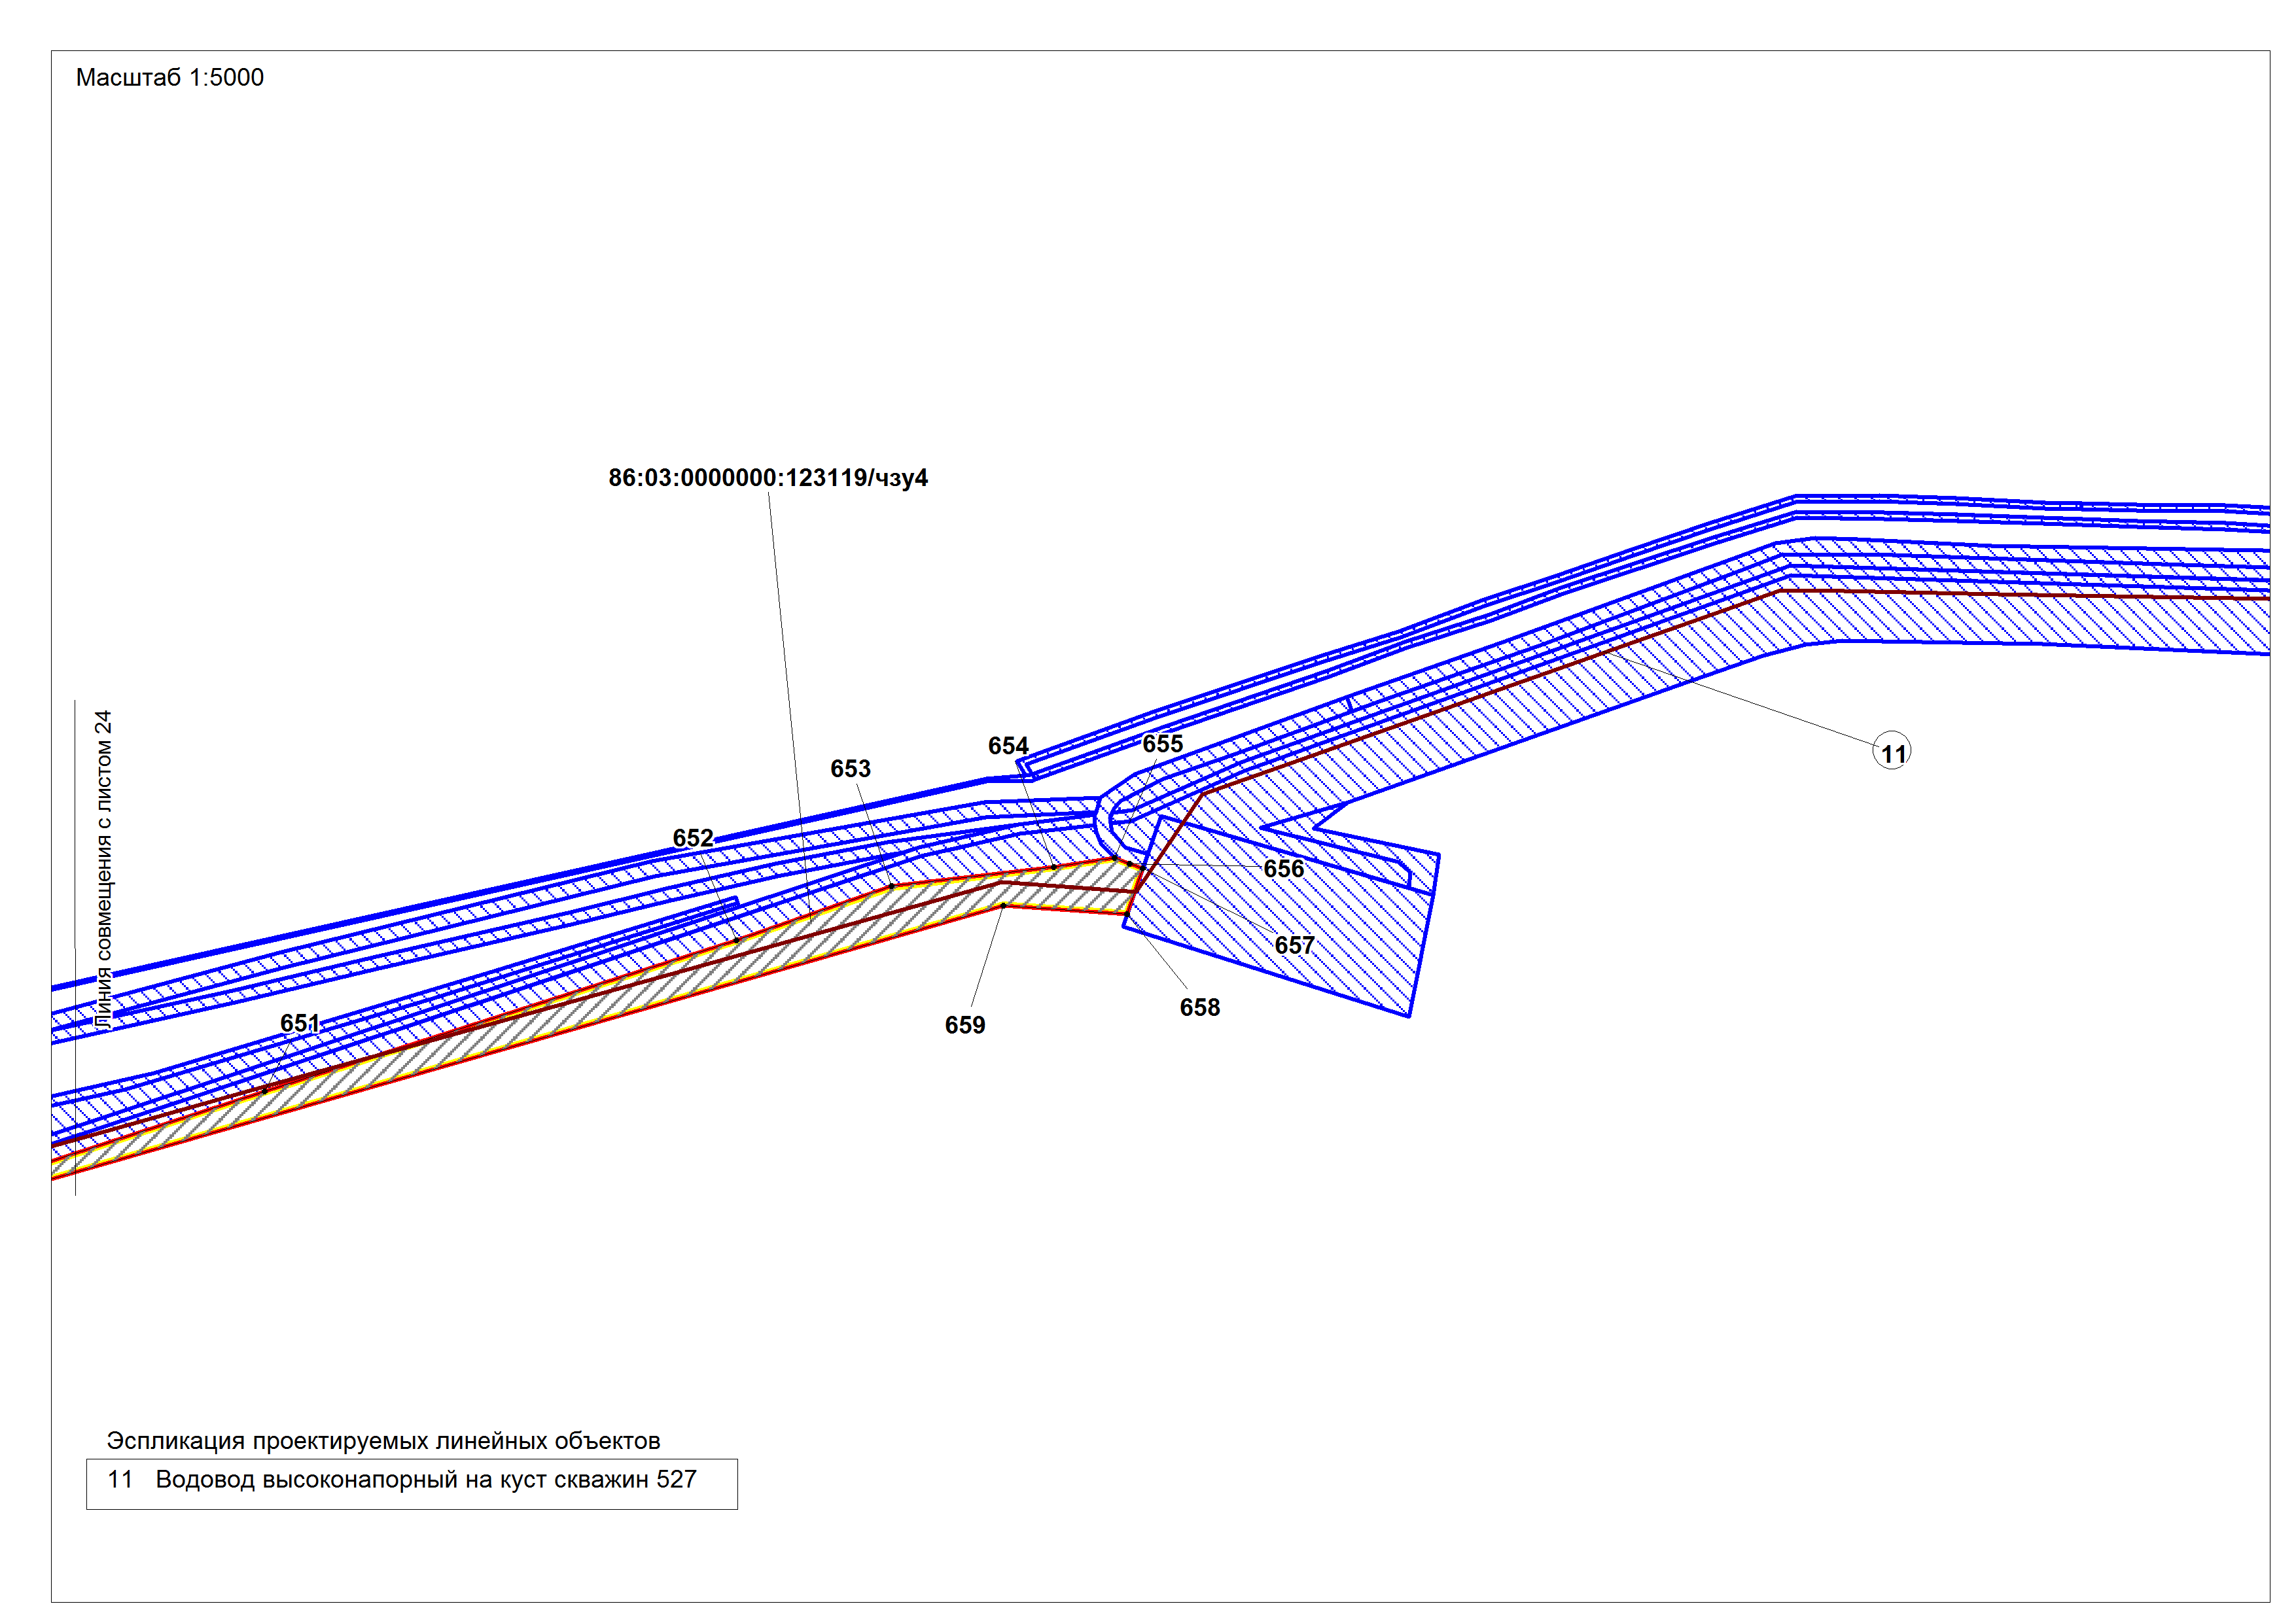 Масштаб 1:5000
86:03:0000000:123119/чзу4
Линия совмещения с листом 24
651
652
653
654
655
656
657
658
659
11
Эспликация проектируемых линейных объектов
11 Водовод высоконапорный на куст скважин 527